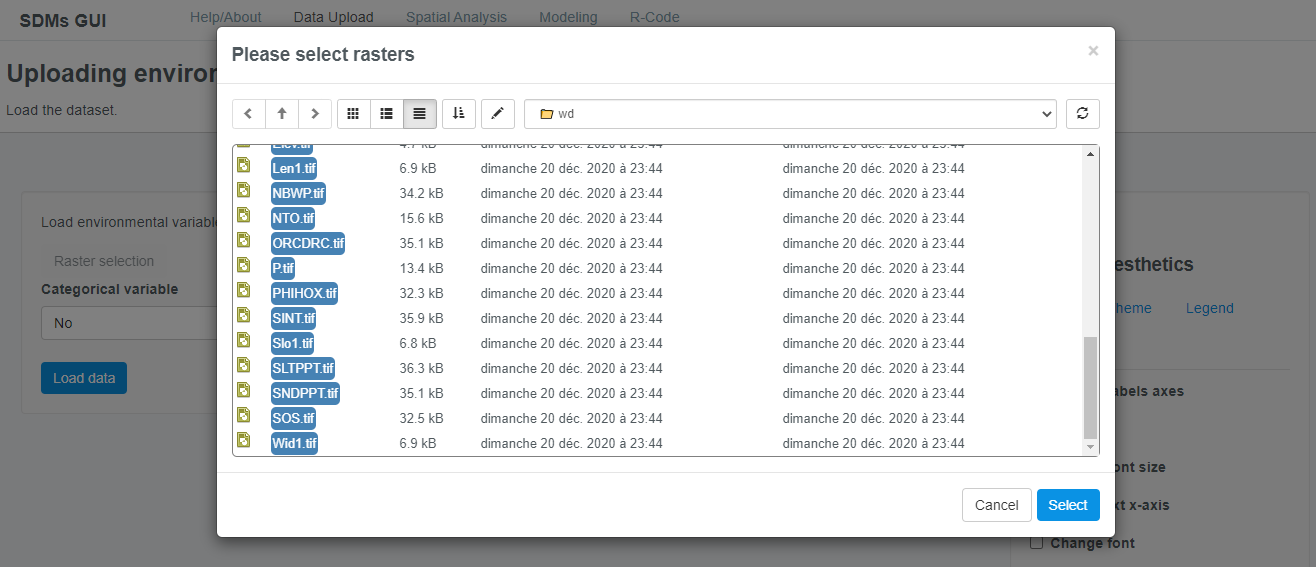 SDMs GUI Help/About Data Upload Spatial Analysis Modeling R-Code
Please select rasters ×
Uploading environ
Load the dataset.
wd
Elev.tif 4.7 kB dimanche 20 déc. 2020 à 23:44 dimanche 20 déc. 2020 à 23:44
Len1.tif 6.9 kB dimanche 20 déc. 2020 à 23:44 dimanche 20 déc. 2020 à 23:44
NBWP.tif 34.2 kB dimanche 20 déc. 2020 à 23:44 dimanche 20 déc. 2020 à 23:44
NTO.tif 15.6 kB dimanche 20 déc. 2020 à 23:44 dimanche 20 déc. 2020 à 23:44
ORCDRC.tif 35.1 kB dimanche 20 déc. 2020 à 23:44 dimanche 20 déc. 2020 à 23:44
P.tif 13.4 kB dimanche 20 déc. 2020 à 23:44 dimanche 20 déc. 2020 à 23:44
PHIHOX.tif 32.3 kB dimanche 20 déc. 2020 à 23:44 dimanche 20 déc. 2020 à 23:44
SINT.tif 35.9 kB dimanche 20 déc. 2020 à 23:44 dimanche 20 déc. 2020 à 23:44
Slo1.tif 6.8 kB dimanche 20 déc. 2020 à 23:44 dimanche 20 déc. 2020 à 23:44
SLTPPT.tif 36.3 kB dimanche 20 déc. 2020 à 23:44 dimanche 20 déc. 2020 à 23:44
SNDPPT.tif 35.1 kB dimanche 20 déc. 2020 à 23:44 dimanche 20 déc. 2020 à 23:44
SOS.tif 32.5 kB dimanche 20 déc. 2020 à 23:44 dimanche 20 déc. 2020 à 23:44
Wid1.tif 6.9 kB dimanche 20 déc. 2020 à 23:44 dimanche 20 déc. 2020 à 23:44
Cancel Select
Load environmental variable
Raster selection
Categorical variable
No
Load data
esthetics
heme Legend
abels axes
ont size
xt x-axis
Change font